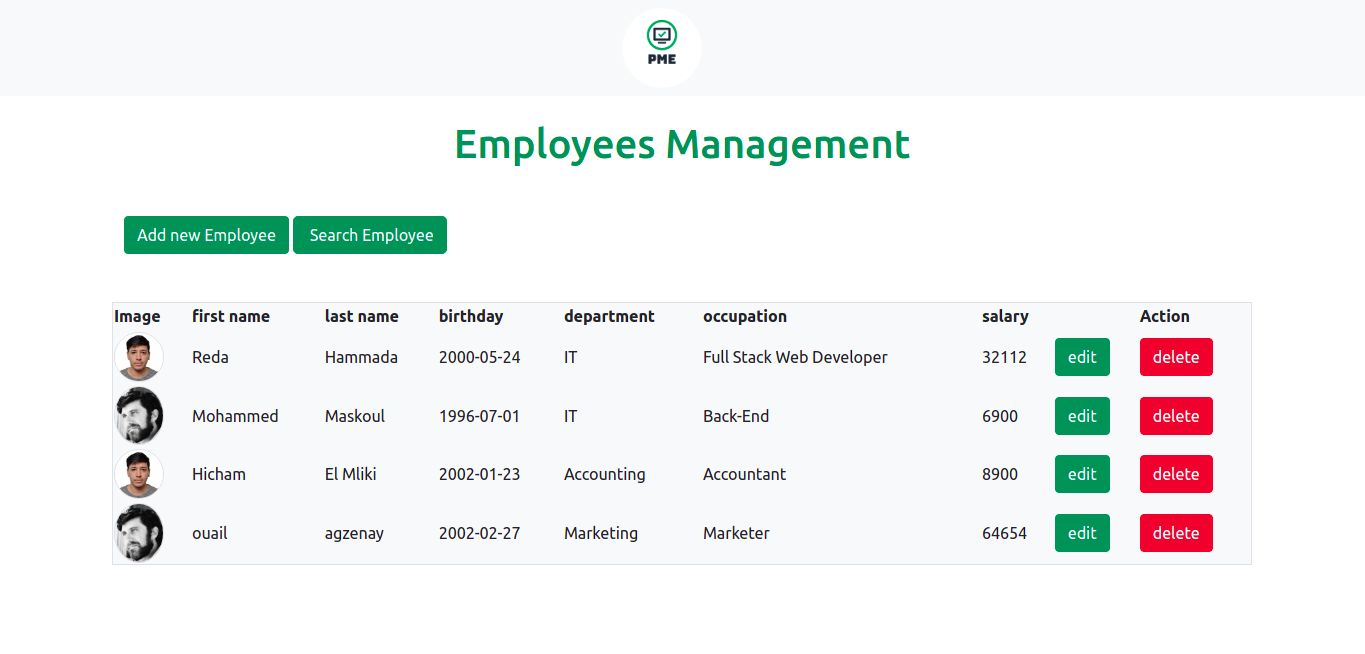 PME
Employees Management
Add new Employee Search Employee
Image first name last name birthday department occupation salary Action
Reda Hammada 2000-05-24 IT Full Stack Web Developer 32112 edit delete
Mohammed Maskoul 1996-07-01 IT Back-End 6900 edit delete
Hicham El Mliki 2002-01-23 Accounting Accountant 8900 edit delete
ouail agzenay 2002-02-27 Marketing Marketer 64654 edit delete